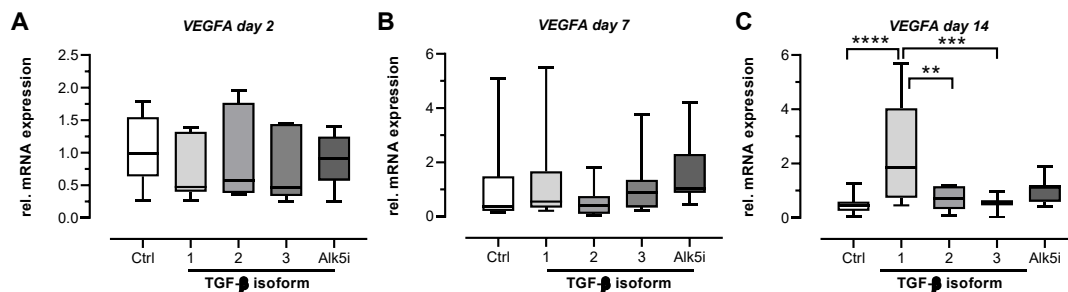 A
VEGFA day 2
rel. mRNA expression
2.5
2.0
1.5
1.0
0.5
0.0
Ctrl 1 2 3 Alk5i
TGF-β isoform
B
VEGFA day 7
rel. mRNA expression
6
4
2
0
Ctrl 1 2 3 Alk5i
TGF-β isoform
C
VEGFA day 14
rel. mRNA expression
6
4
2
0
**** ***
**
Ctrl 1 2 3 Alk5i
TGF-β isoform